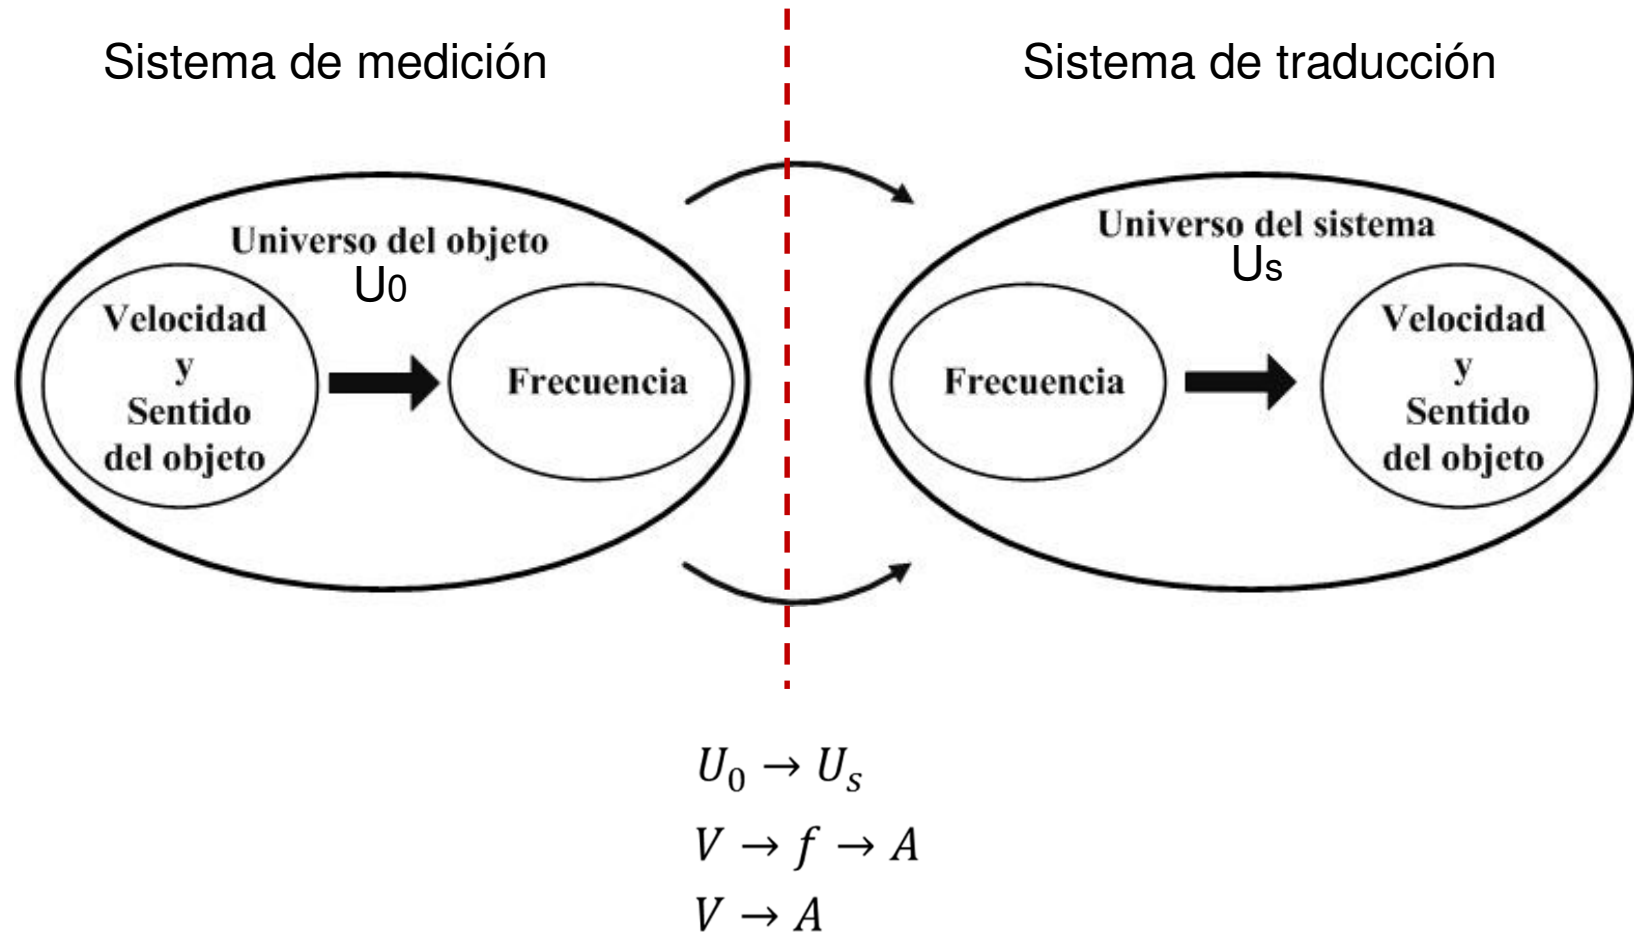 Sistema de medición
Sistema de traducción
Universo del objeto
U0
Velocidad
y
Sentido
del objeto
Frecuencia
Universo del sistema
Us
Frecuencia
Velocidad
y
Sentido
del objeto
U₀ → Uₛ
V → f → A
V → A